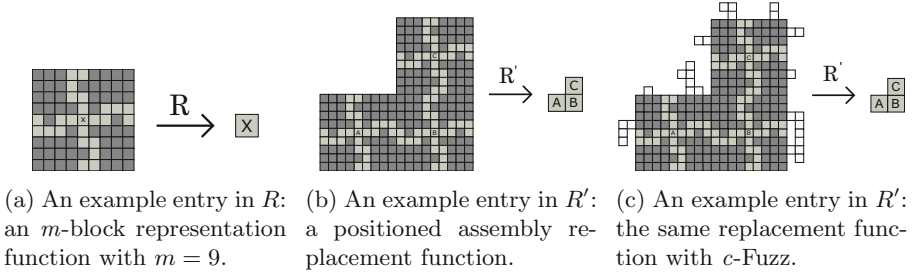 X
R
X
C
A
B
R'
C
A B
C
A
B
R'
C
A B
(a) An example entry in R:
an m-block representation
function with m = 9.
(b) An example entry in R′:
a positioned assembly re-
placement function.
(c) An example entry in R′:
the same replacement func-
tion with c-Fuzz.